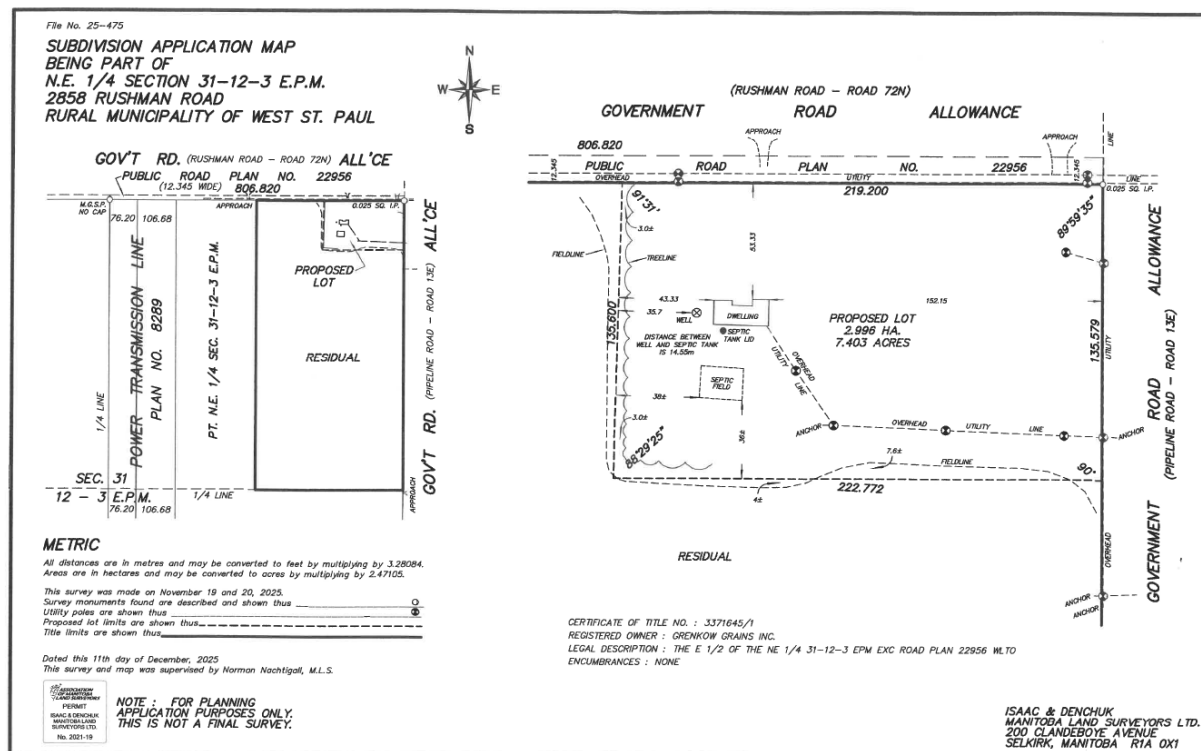 File No. 25-475
SUBDIVISION APPLICATION MAP
BEING PART OF
N.E. 1/4 SECTION 31-12-3 E.P.M.
2858 RUSHMAN ROAD
RURAL MUNICIPALITY OF WEST ST. PAUL
N
W E
S
GOV'T RD. (RUSHMAN ROAD - ROAD 72N) ALL'CE
PUBLIC ROAD PLAN NO. 22956
(12.345 WIDE) 806.820
M.G.S.P.
NO CAP
76.20 106.68
APPROACH
0.025 SQ. I.P.
1/4 LINE
POWER TRANSMISSION LINE
PLAN NO. 8289
PT. N.E. 1/4 SEC. 31-12-3 E.P.M.
PROPOSED
LOT
RESIDUAL
GOV'T RD. (PIPELINE ROAD - ROAD 13E) ALL'CE
SEC. 31
12 - 3 E.P.M.
1/4 LINE
76.20 106.68
APPROACH
(RUSHMAN ROAD - ROAD 72N)
GOVERNMENT ROAD ALLOWANCE
LINE
APPROACH
APPROACH
806.820
12.345
PUBLIC ROAD PLAN NO. 22956
12.345
OVERHEAD UTILITY LINE
219.200
0.025 SQ. I.P.
91°31'
89°59'35"
3.0±
FIELDLINE
TREELINE
53.33
43.33
35.7
WELL
DWELLING
152.15
135.600
DISTANCE BETWEEN
WELL AND SEPTIC TANK
IS 14.55m
SEPTIC
TANK LID
PROPOSED LOT
2.996 HA.
7.403 ACRES
135.579
UTILITY
OVERHEAD
UTILITY
LINE
SEPTIC
FIELD
38±
3.0±
36±
ANCHOR
OVERHEAD UTILITY LINE
ANCHOR
88°29'25"
7.6±
FIELDLINE
90°
4±
222.772
RESIDUAL
OVERHEAD
ANCHOR
ANCHOR
GOVERNMENT ROAD ALLOWANCE
(PIPELINE ROAD - ROAD 13E)
METRIC
All distances are in metres and may be converted to feet by multiplying by 3.28084.
Areas are in hectares and may be converted to acres by multiplying by 2.47105.
This survey was made on November 19 and 20, 2025.
Survey monuments found are described and shown thus
Utility poles are shown thus
Proposed lot limits are shown thus
Title limits are shown thus
Dated this 11th day of December, 2025
This survey and map was supervised by Norman Nachtigall, M.L.S.
ASSOCIATION
OF MANITOBA
LAND SURVEYORS
PERMIT
ISAAC & DENCHUK
MANITOBA LAND
SURVEYORS LTD.
No. 2021-19
NOTE : FOR PLANNING
APPLICATION PURPOSES ONLY.
THIS IS NOT A FINAL SURVEY.
CERTIFICATE OF TITLE NO. : 3371645/1
REGISTERED OWNER : GRENKOW GRAINS INC.
LEGAL DESCRIPTION : THE E 1/2 OF THE NE 1/4 31-12-3 EPM EXC ROAD PLAN 22956 WLTO
ENCUMBRANCES : NONE
ISAAC & DENCHUK
MANITOBA LAND SURVEYORS LTD.
200 CLANDEBOYE AVENUE
SELKIRK, MANITOBA R1A 0X1